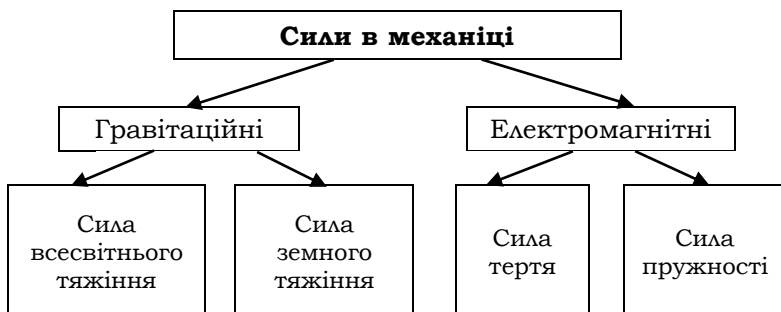 Сили в механіці
Гравітаційні
Електромагнітні
Сила
всесвітнього
тяжіння
Сила
земного
тяжіння
Сила
тертя
Сила
пружності